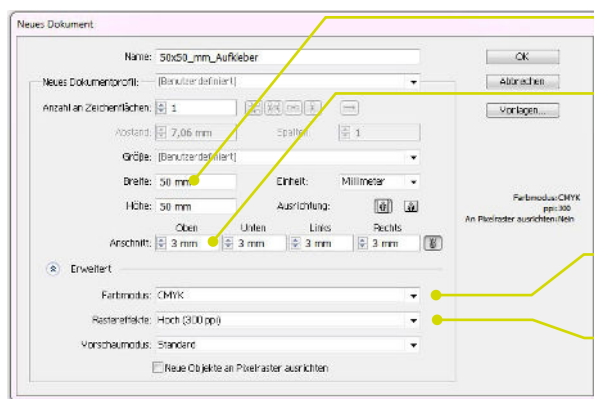 Neues Dokument
Name: 50x50_mm_Aufkleber
OK
Neues Dokumentprofil: [Benutzerdefiniert]
Abbrechen
Anzahl an Zeichenflächen: 1
Vorlagen...
Abstand: 7,06 mm Spalten: 1
Größe: [Benutzerdefiniert]
Breite: 50 mm Einheit: Millimeter
Höhe: 50 mm Ausrichtung:
Farbmodus:CMYK
ppi:300
An Pixelraster ausrichten:Nein
Oben Unten Links Rechts
Anschnitt: 3 mm 3 mm 3 mm 3 mm
Erweitert
Farbmodus: CMYK
Rastereffekte: Hoch (300 ppi)
Vorschaumodus: Standard
Neue Objekte an Pixelraster ausrichten